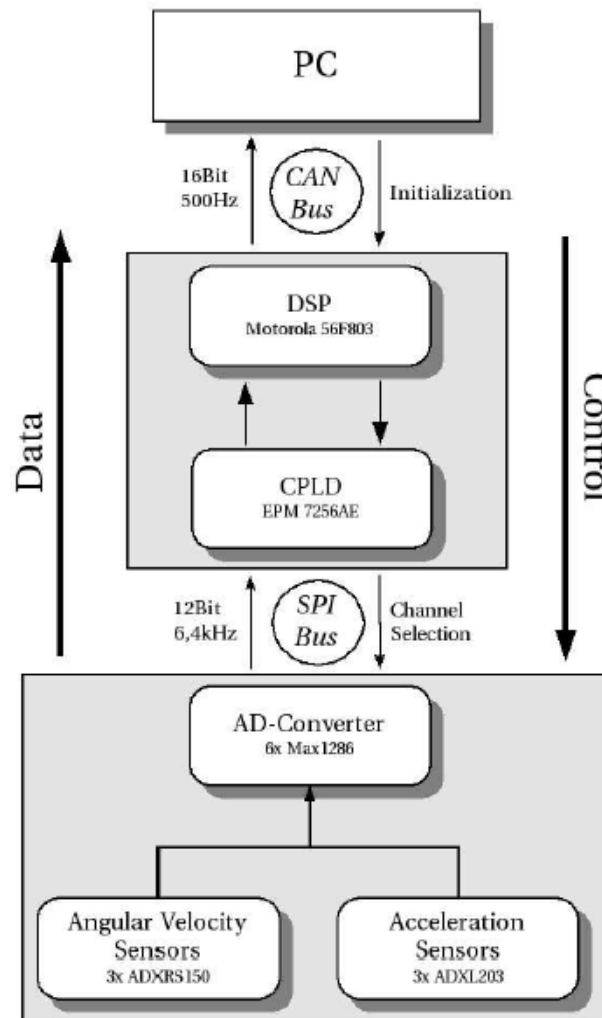 PC
16Bit
500Hz
CAN
Bus
Initialization
DSP
Motorola 56F803
Data
Control
CPLD
EPM 7256AE
12Bit
6,4kHz
SPI
Bus
Channel
Selection
AD-Converter
6x Max1286
Angular Velocity
Sensors
3x ADXRS150
Acceleration
Sensors
3x ADXL203